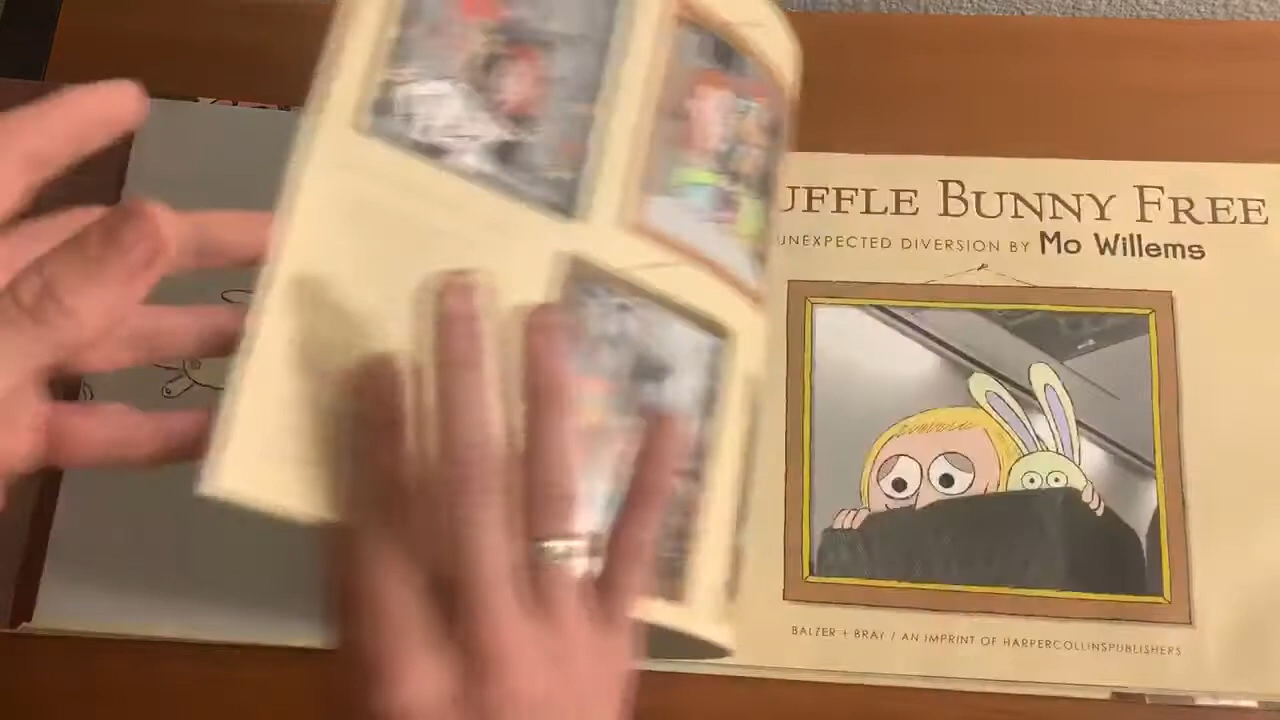 UFFLE BUNNY FREE
UNEXPECTED DIVERSION BY Mo Willems
BALZER + BRAY / AN IMPRINT OF HARPERCOLLINSPUBLISHERS